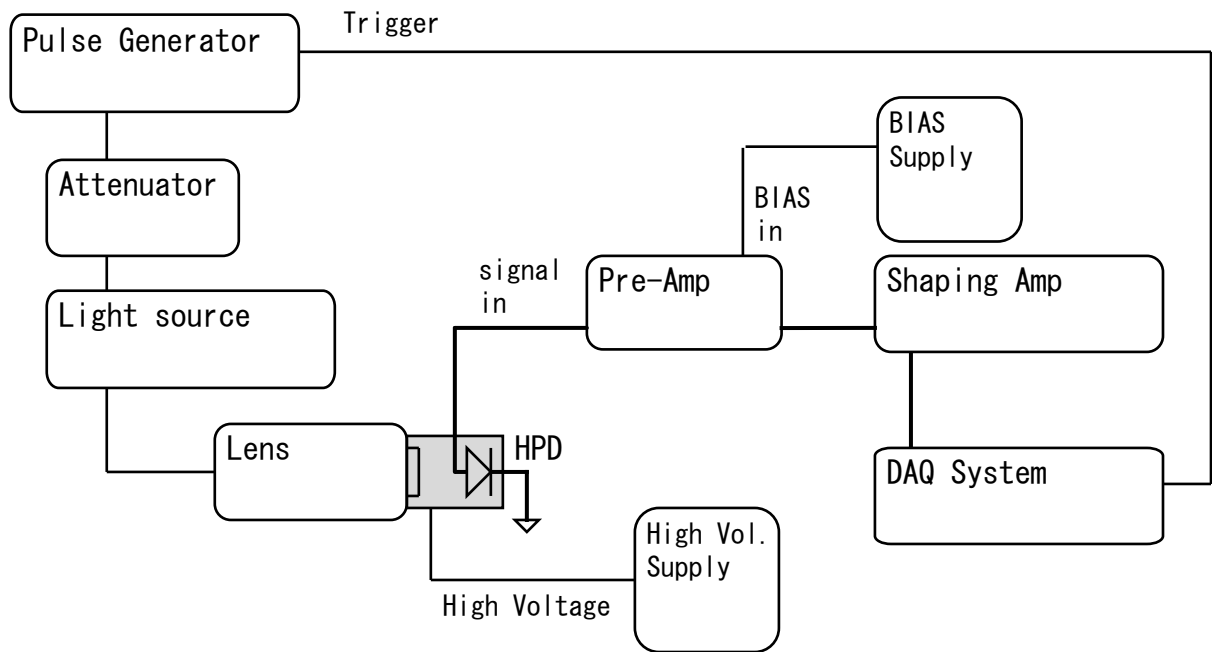 Trigger
Pulse Generator
BIAS
Supply
Attenuator
BIAS
in
signal
in
Pre-Amp
Shaping Amp
Light source
Lens
HPD
DAQ System
High Vol.
Supply
High Voltage